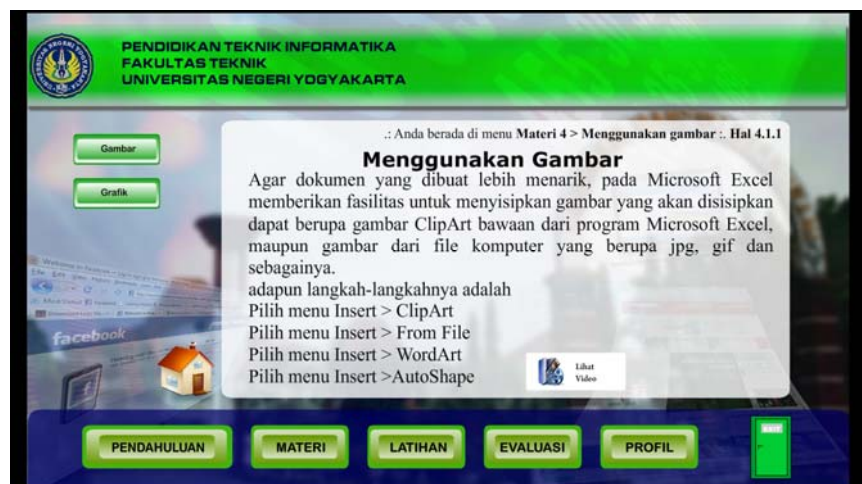 PENDIDIKAN TEKNIK INFORMATIKA
FAKULTAS TEKNIK
UNIVERSITAS NEGERI YOGYAKARTA
Gambar
Grafik
.: Anda berada di menu Materi 4 > Menggunakan gambar :. Hal 4.1.1
Menggunakan Gambar
Agar dokumen yang dibuat lebih menarik, pada Microsoft Excel
memberikan fasilitas untuk menyisipkan gambar yang akan disisipkan
dapat berupa gambar ClipArt bawaan dari program Microsoft Excel,
maupun gambar dari file komputer yang berupa jpg, gif dan
sebagainya.
adapun langkah-langkahnya adalah
Pilih menu Insert > ClipArt
Pilih menu Insert > From File
Pilih menu Insert > WordArt
Pilih menu Insert >AutoShape
Lihat
Video
facebook
PENDAHULUAN
MATERI
LATIHAN
EVALUASI
PROFIL
EXIT